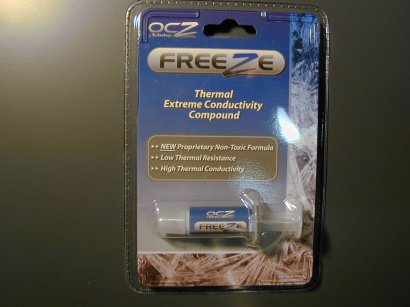 OCZ
Technology
FREEZE
Thermal
Extreme Conductivity
Compound
▸▸ NEW Proprietary Non-Toxic Formula
▸▸ Low Thermal Resistance
▸▸ High Thermal Conductivity
OCZ
FREEZE